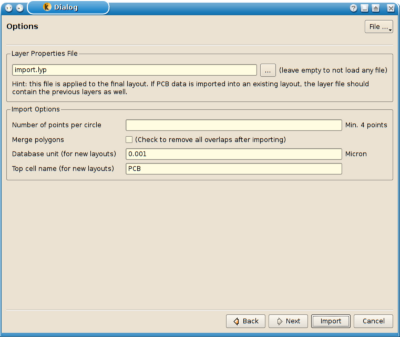 Dialog
Options
File ...
Layer Properties File
import.lyp
...
(leave empty to not load any file)
Hint: this file is applied to the final layout. If PCB data is imported into an existing layout, the layer file should
contain the previous layers as well.
Import Options
Number of points per circle
Min. 4 points
Merge polygons
(Check to remove all overlaps after importing)
Database unit (for new layouts)
0.001
Micron
Top cell name (for new layouts)
PCB
Back
Next
Import
Cancel